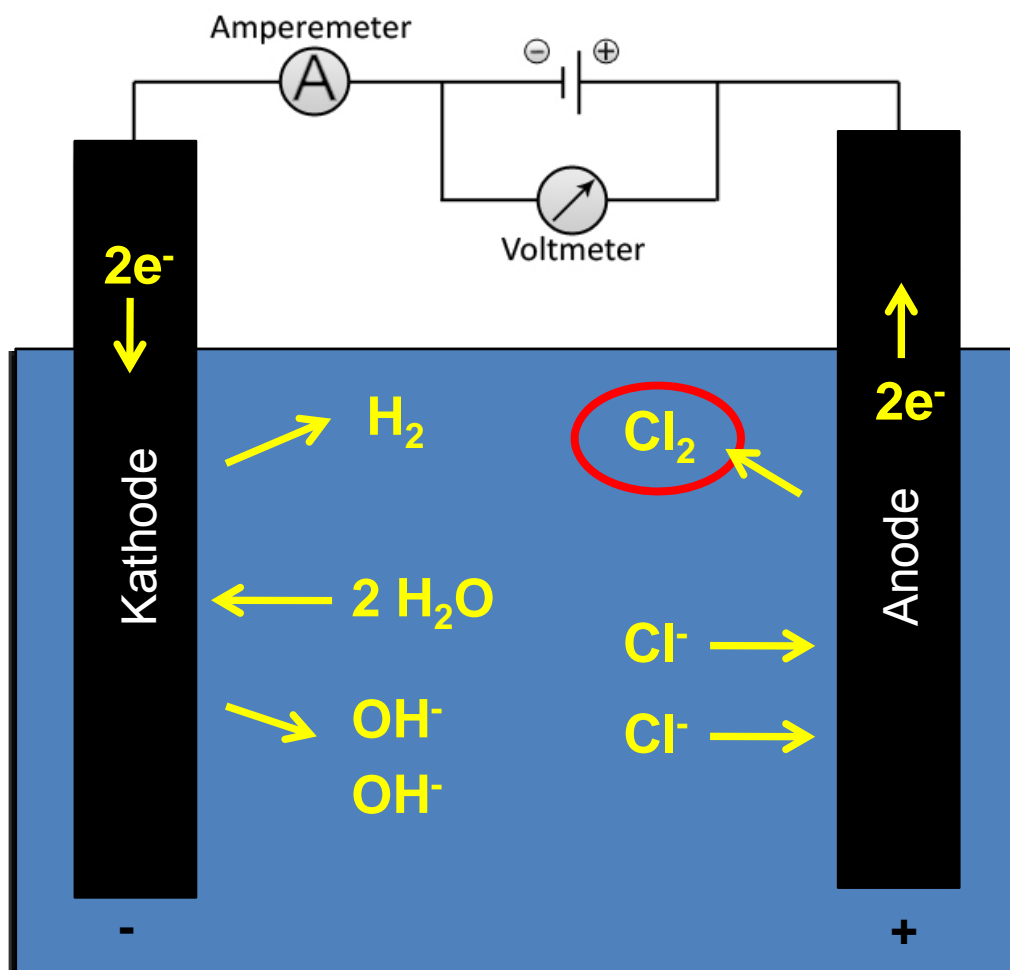 Amperemeter
A
⊖ ⊕
Voltmeter
2e⁻
2e⁻
H₂
Cl₂
Kathode
Anode
2 H₂O
Cl⁻
OH⁻
Cl⁻
OH⁻
-
+